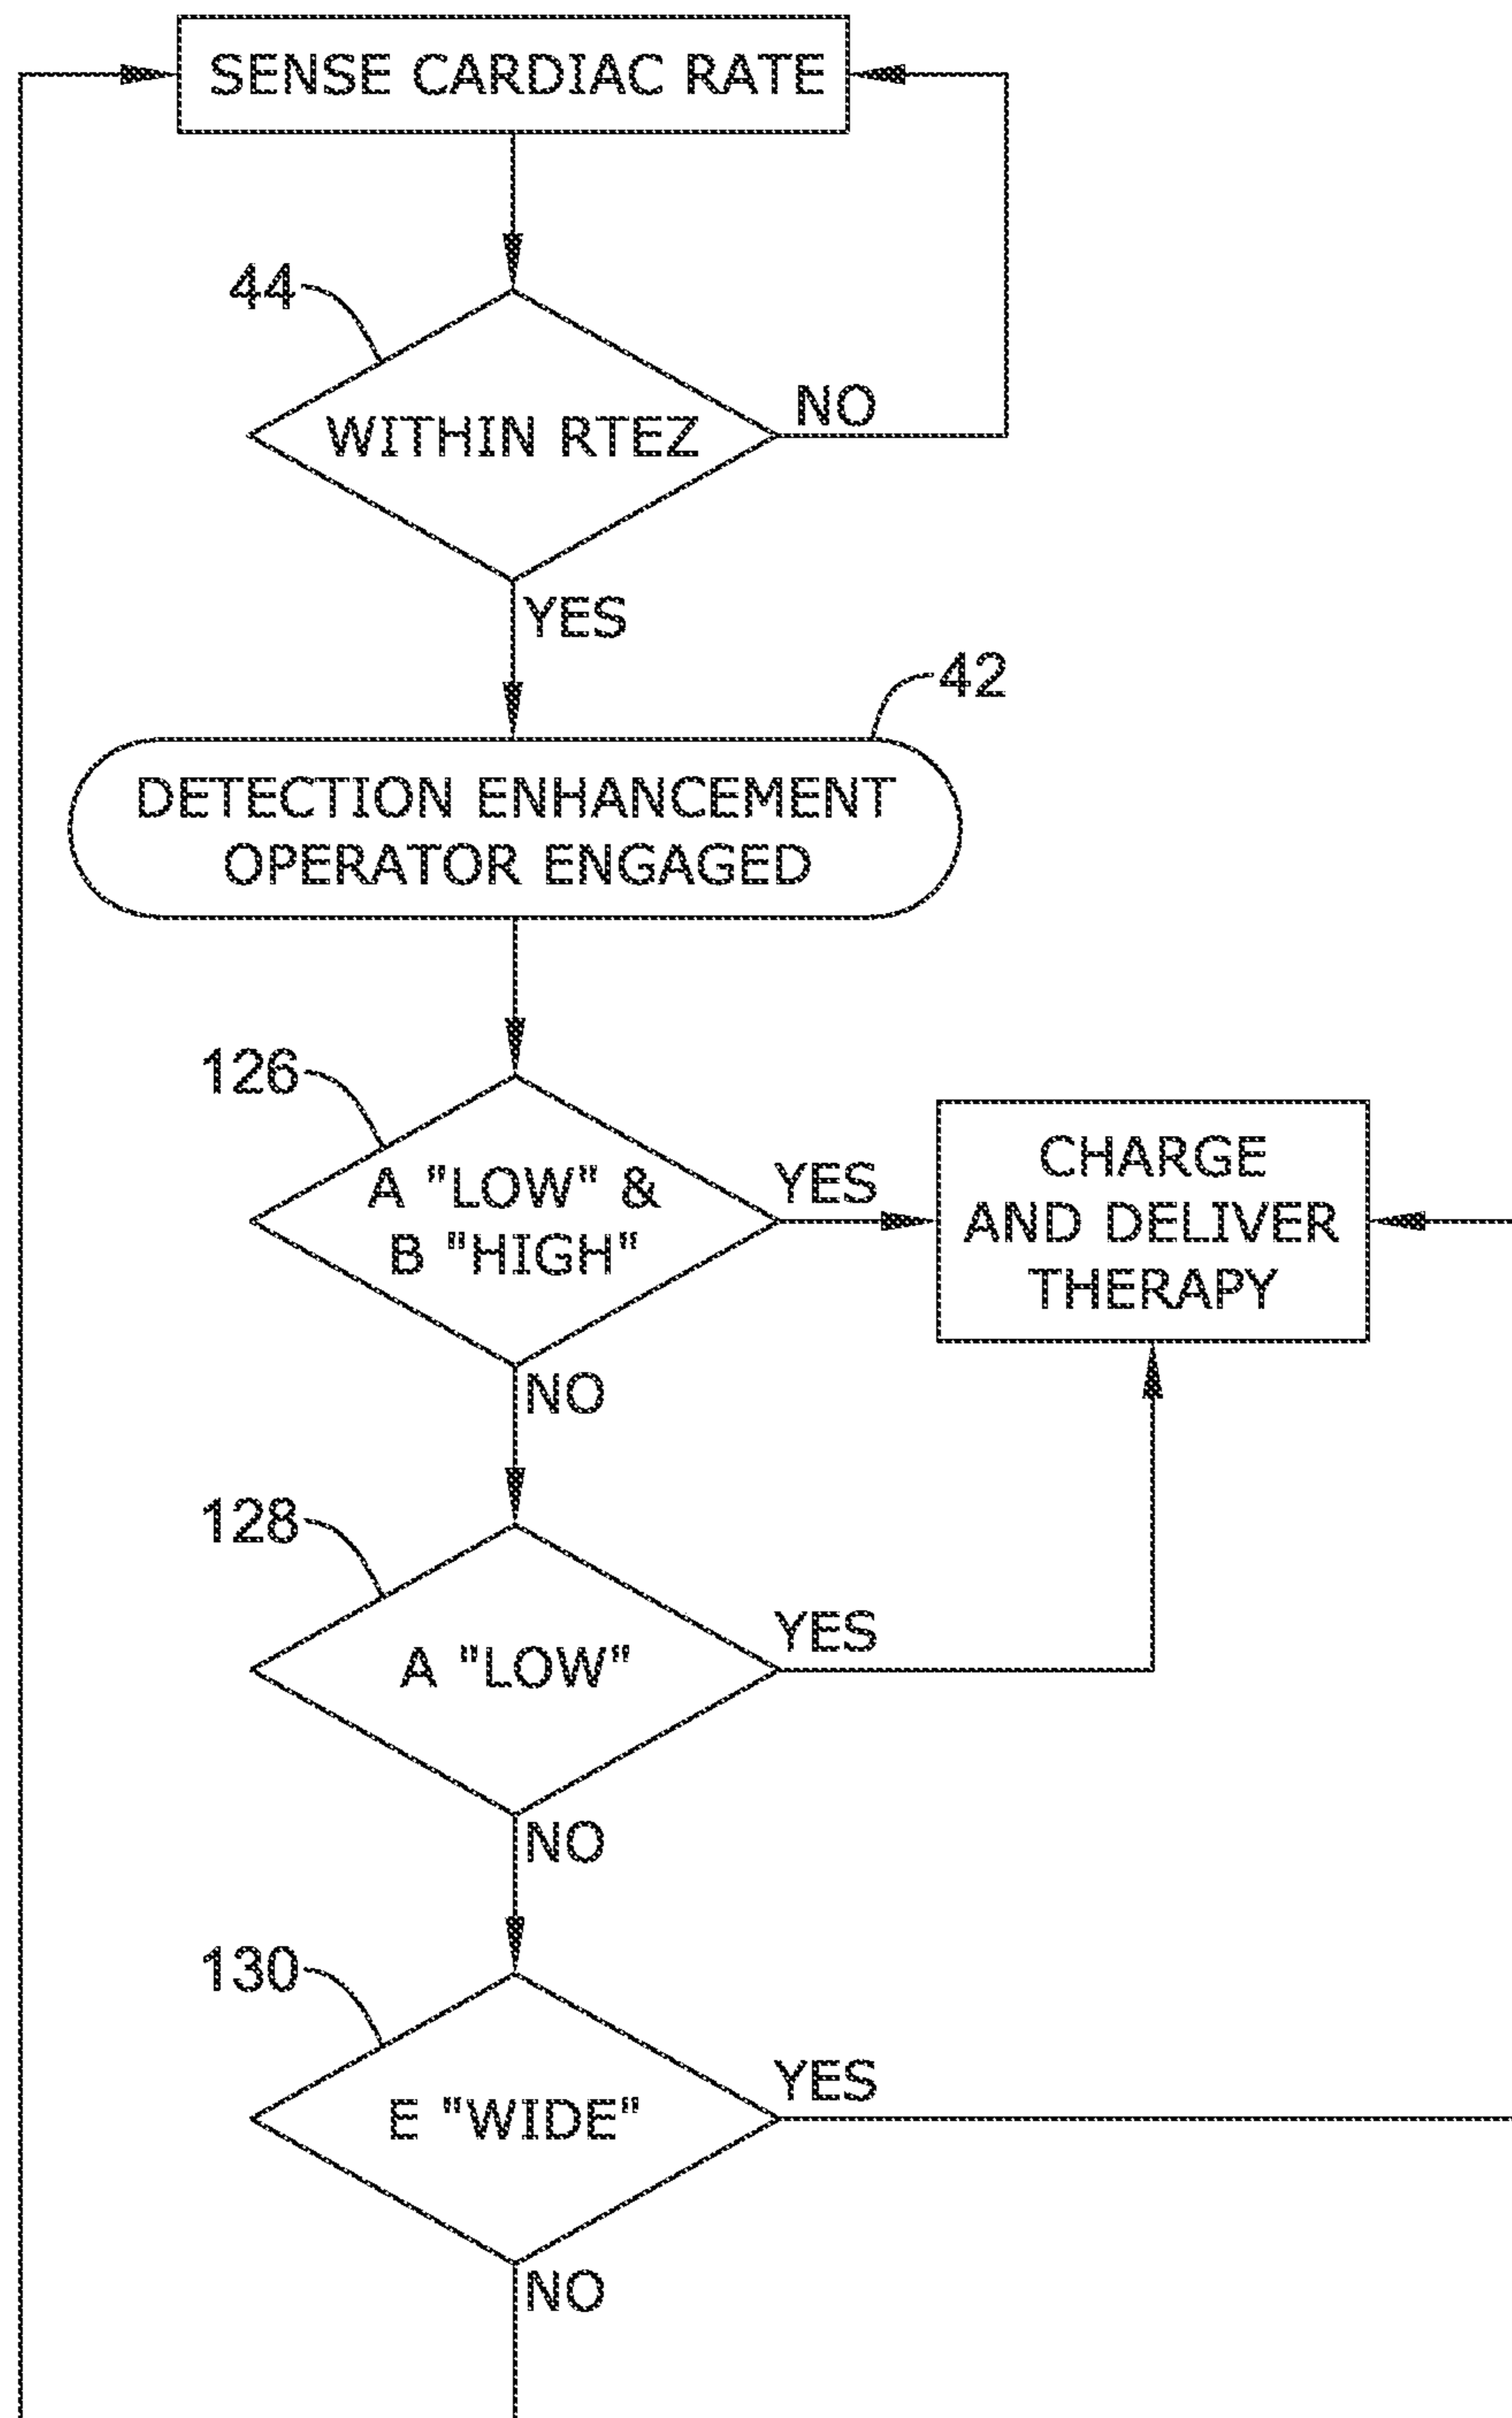 SENSE CARDIAC RATE
44
WITHIN RTEZ
NO
YES
42
DETECTION ENHANCEMENT
OPERATOR ENGAGED
126
A "LOW" &
B "HIGH"
YES
CHARGE
AND DELIVER
THERAPY
NO
128
A "LOW"
YES
NO
130
E "WIDE"
YES
NO